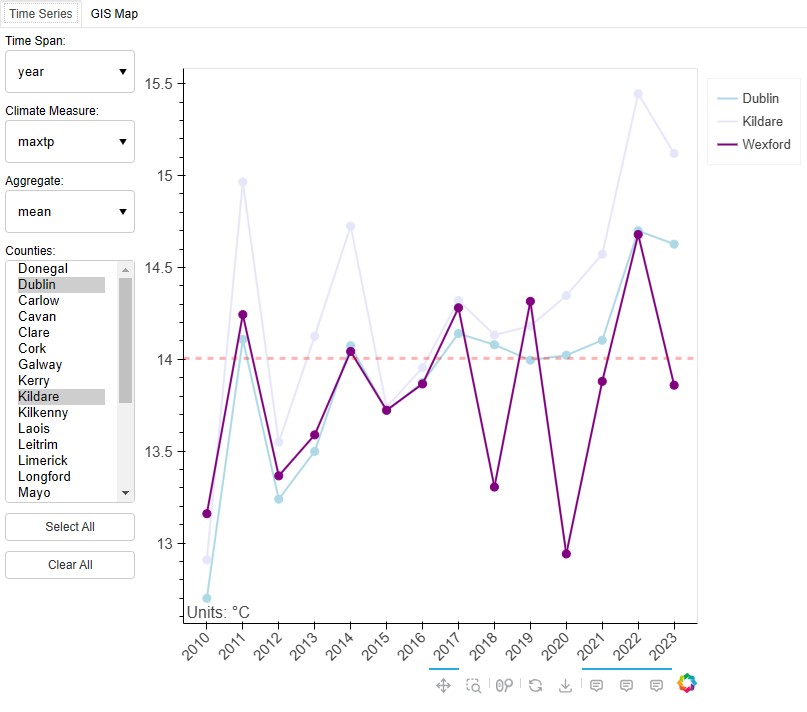 Time Series GIS Map
Time Span:
year
Climate Measure:
maxtp
Aggregate:
mean
Counties:
Donegal
Dublin
Carlow
Cavan
Clare
Cork
Galway
Kerry
Kildare
Kilkenny
Laois
Leitrim
Limerick
Longford
Mayo
Select All
Clear All
15.5
15
14.5
14
13.5
13
Units: °C
2010 2011 2012 2013 2014 2015 2016 2017 2018 2019 2020 2021 2022 2023
Dublin
Kildare
Wexford